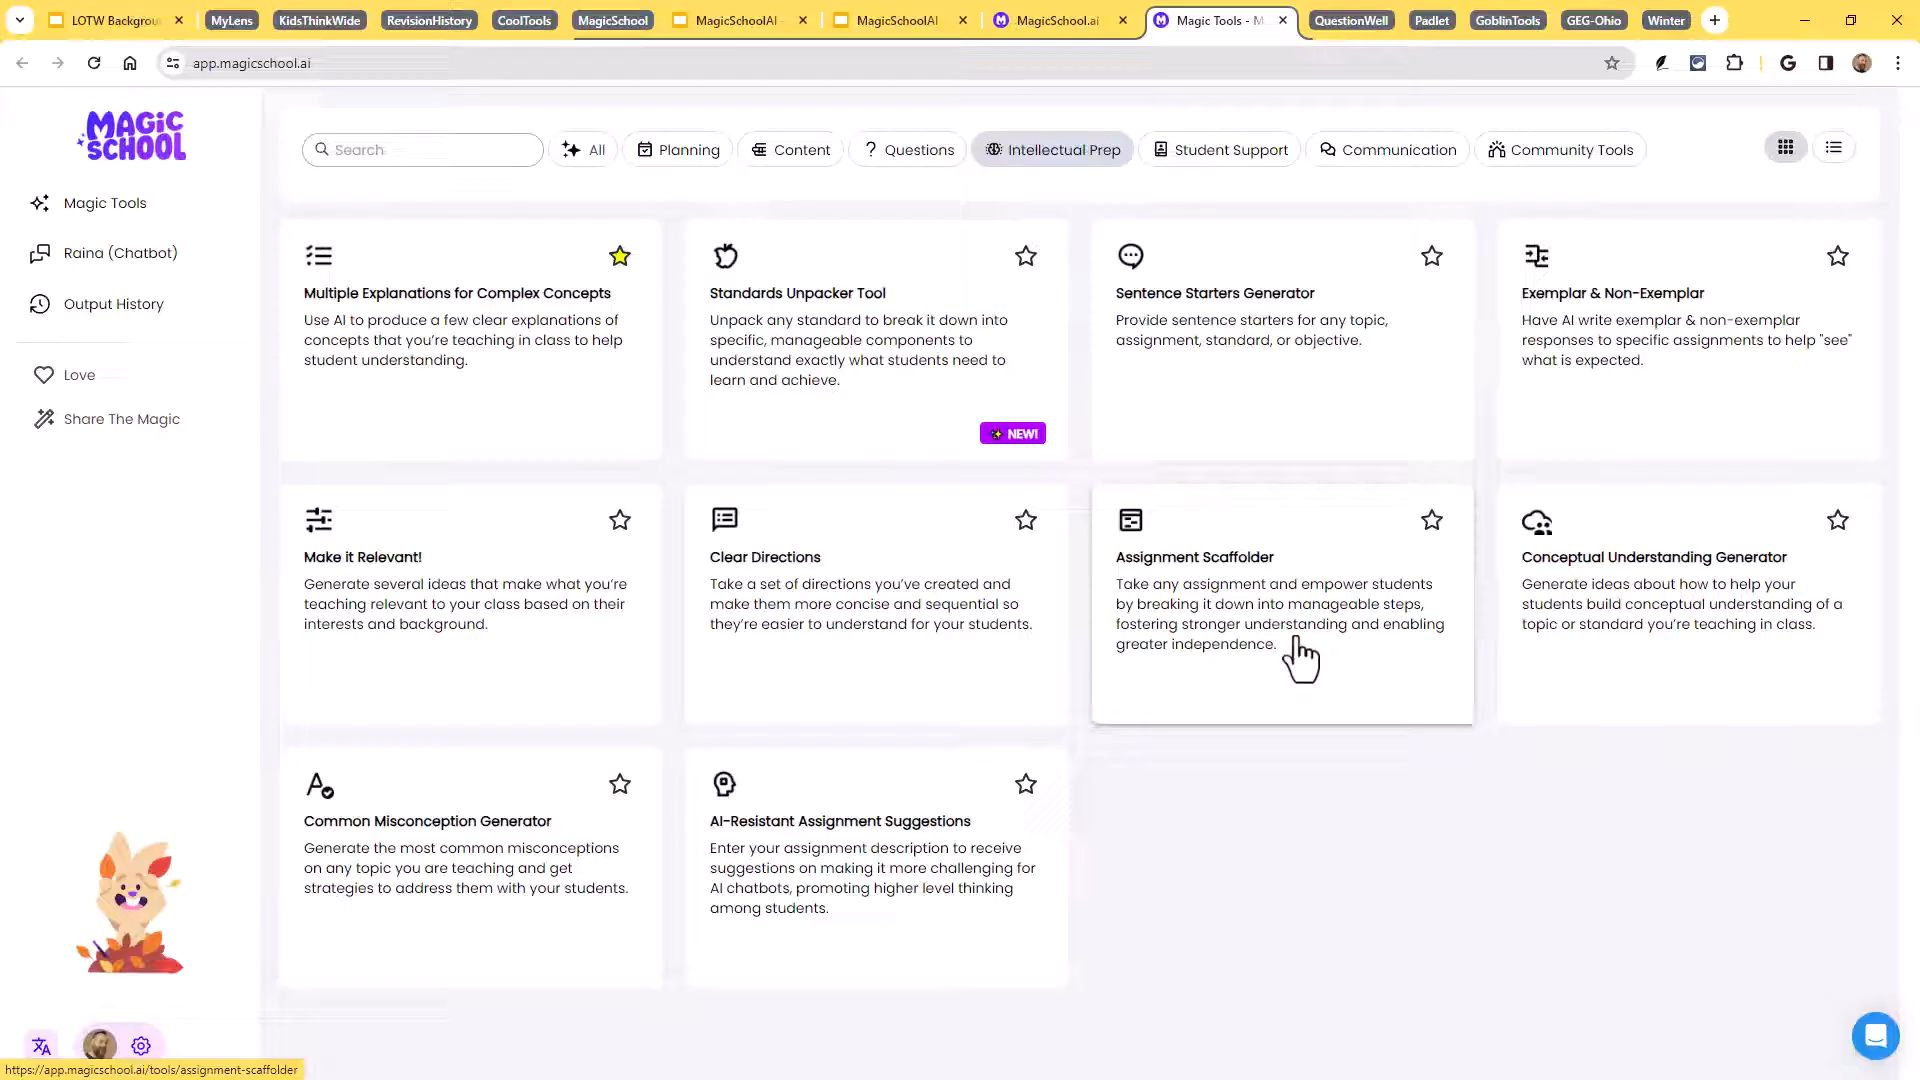 LOTW Backgrou
MyLens
KidsThinkWide
RevisionHistory
CoolTools
MagicSchool
MagicSchoolAI
MagicSchoolAI
MagicSchool.ai
Magic Tools - M
QuestionWell
Padlet
GoblinTools
GEG-Ohio
Winter
app.magicschool.ai
MAGIC
SCHOOL
Magic Tools
Raina (Chatbot)
Output History
Love
Share The Magic
Search
All
Planning
Content
Questions
Intellectual Prep
Student Support
Communication
Community Tools
Multiple Explanations for Complex Concepts
Use AI to produce a few clear explanations of
concepts that you're teaching in class to help
student understanding.
Standards Unpacker Tool
Unpack any standard to break it down into
specific, manageable components to
understand exactly what students need to
learn and achieve.
NEW!
Sentence Starters Generator
Provide sentence starters for any topic,
assignment, standard, or objective.
Exemplar & Non-Exemplar
Have AI write exemplar & non-exemplar
responses to specific assignments to help "see"
what is expected.
Make it Relevant!
Generate several ideas that make what you're
teaching relevant to your class based on their
interests and background.
Clear Directions
Take a set of directions you've created and
make them more concise and sequential so
they're easier to understand for your students.
Assignment Scaffolder
Take any assignment and empower students
by breaking it down into manageable steps,
fostering stronger understanding and enabling
greater independence.
Conceptual Understanding Generator
Generate ideas about how to help your
students build conceptual understanding of a
topic or standard you're teaching in class.
Common Misconception Generator
Generate the most common misconceptions
on any topic you are teaching and get
strategies to address them with your students.
AI-Resistant Assignment Suggestions
Enter your assignment description to receive
suggestions on making it more challenging for
AI chatbots, promoting higher level thinking
among students.
https://app.magicschool.ai/tools/assignment-scaffolder